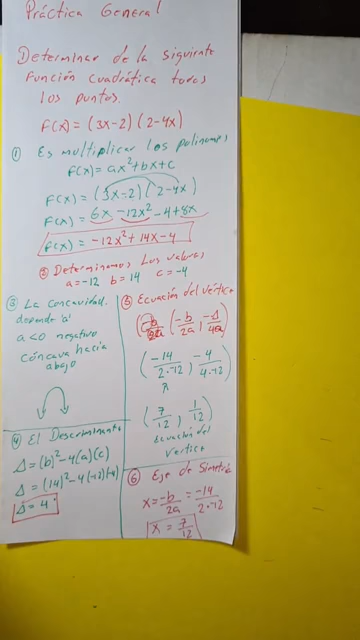 Práctica General
Determinar de la siguiente
función cuadrática todos
los puntos.
F(x) = (3x-2)(2-4x)
① Es multiplicar los polinomios
F(x) = ax²+bx+c
F(x) = (3x-2)(2-4x)
F(x) = 6x -12x² -4+8x
F(x) = -12x²+14x-4
② Determinamos los valores
a=-12 b=14 c=-4
③ La concavidad.
depende 'a'
a<0 negativo
cóncava hacia
abajo
④ El Descriminante
Δ=(b)²-4(a)(c)
Δ=(14)²-4(-12)(-4)
Δ=4
⑤ Ecuación del vértice
(-b/2a, -Δ/4a)
(-14/2·-12, -4/4·-12)
(7/12, 1/12)
Ecuación del
vertice
⑥ Eje de Simetría
x=-b/2a = -14/2·-12
x = 7/12